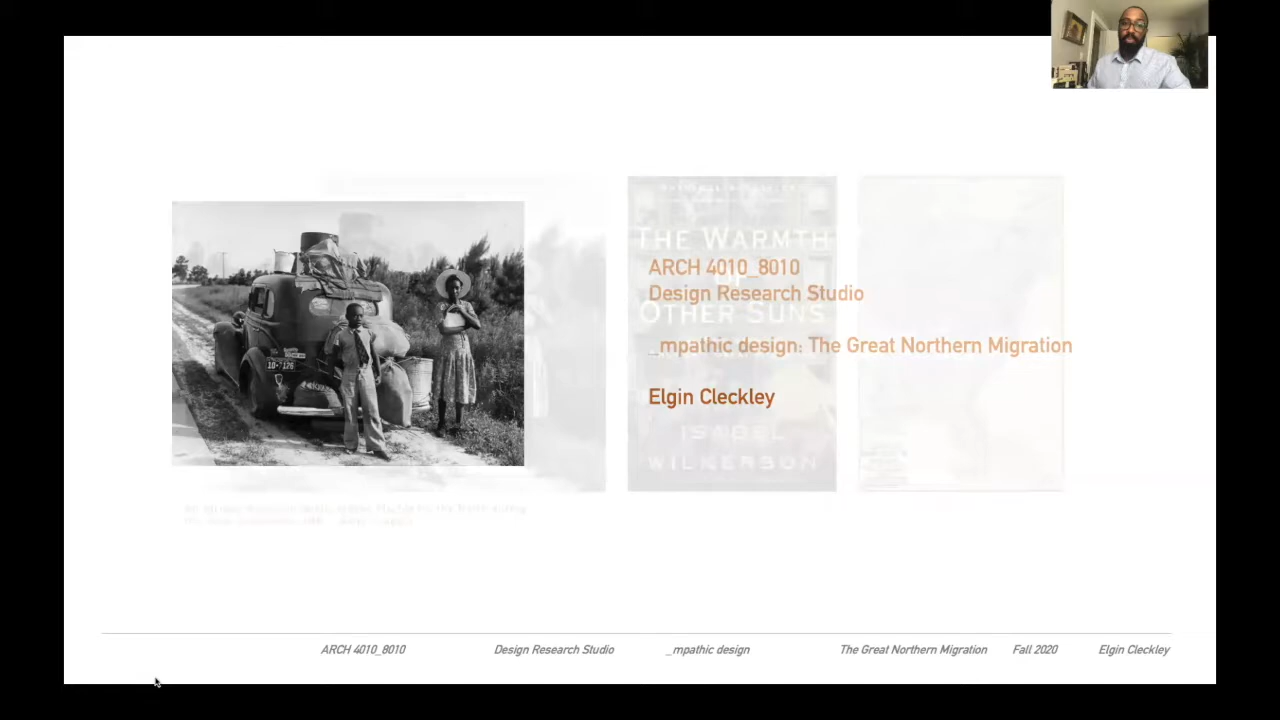 THE WARMTH
OTHER SUNS
ISABEL
WILKERSON
ARCH 4010_8010
Design Research Studio
_mpathic design: The Great Northern Migration
Elgin Cleckley
ARCH 4010_8010 Design Research Studio _mpathic design The Great Northern Migration Fall 2020 Elgin Cleckley